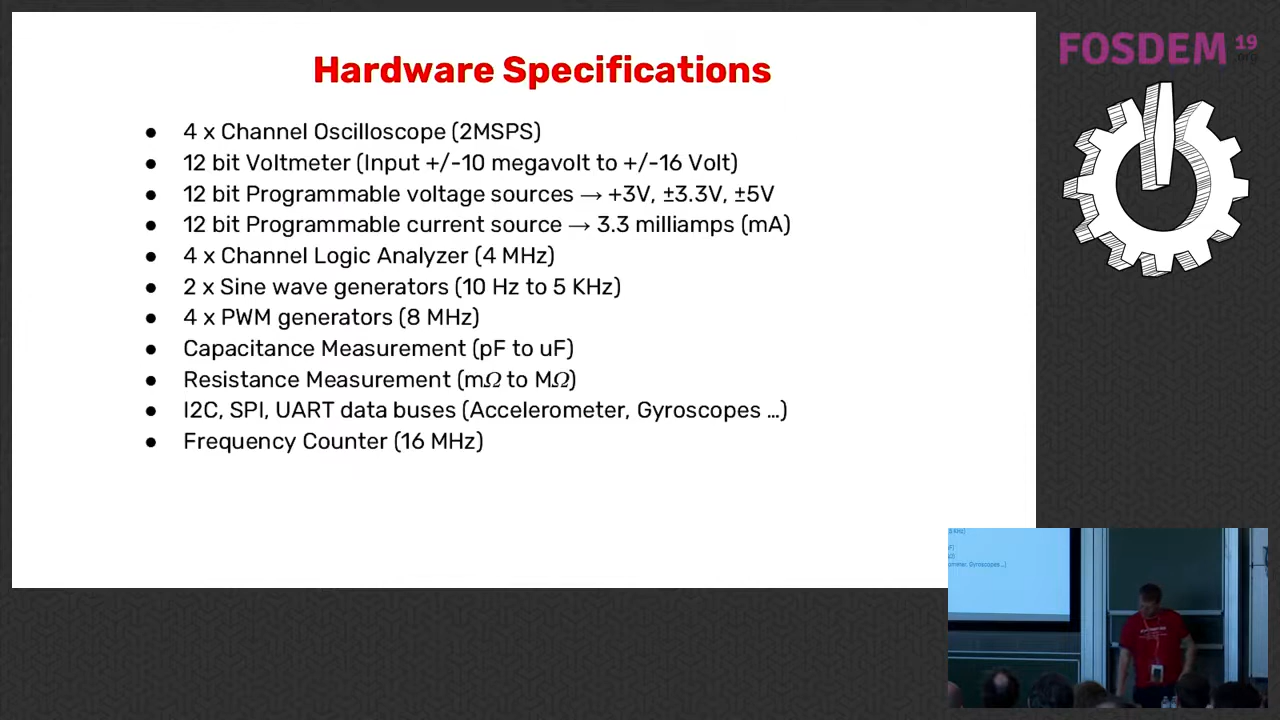 Hardware Specifications
● 4 x Channel Oscilloscope (2MSPS)
● 12 bit Voltmeter (Input +/-10 megavolt to +/-16 Volt)
● 12 bit Programmable voltage sources → +3V, ±3.3V, ±5V
● 12 bit Programmable current source → 3.3 milliamps (mA)
● 4 x Channel Logic Analyzer (4 MHz)
● 2 x Sine wave generators (10 Hz to 5 KHz)
● 4 x PWM generators (8 MHz)
● Capacitance Measurement (pF to uF)
● Resistance Measurement (mΩ to MΩ)
● I2C, SPI, UART data buses (Accelerometer, Gyroscopes ...)
● Frequency Counter (16 MHz)
FOSDEM 19
.org
Gyroscopes ...)